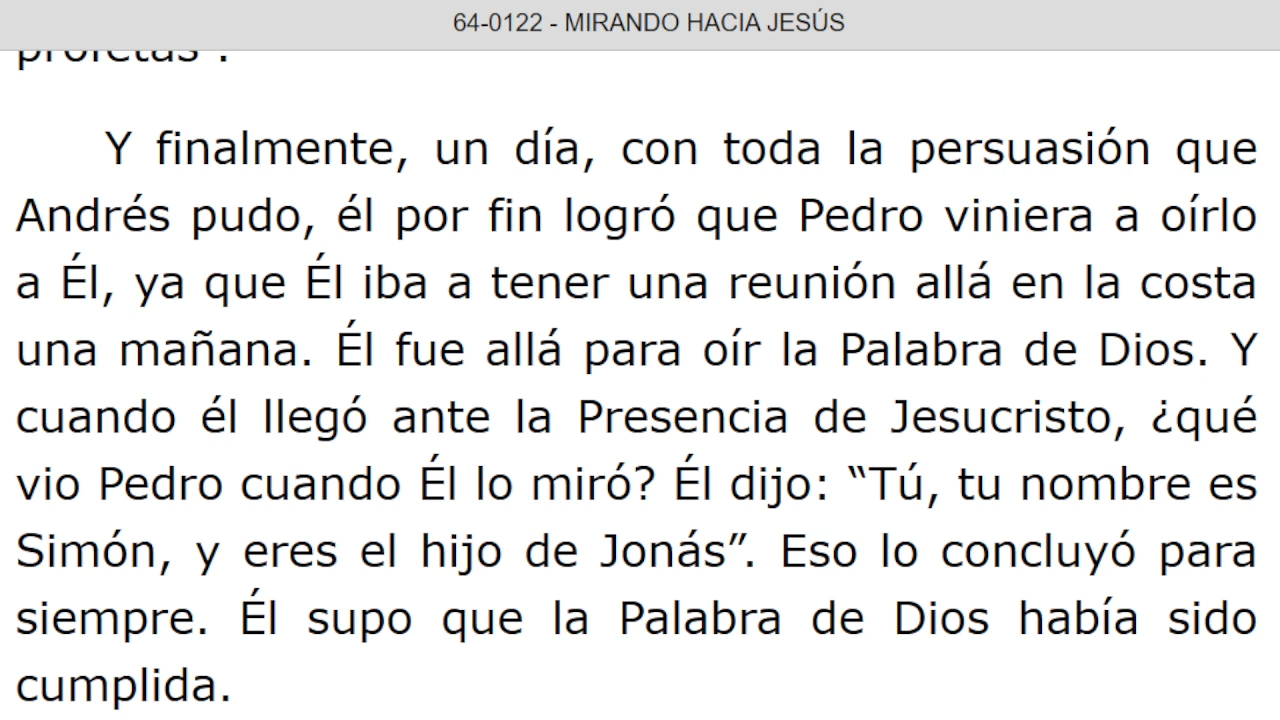 64-0122 - MIRANDO HACIA JESÚS
profetas".
Y finalmente, un día, con toda la persuasión que
Andrés pudo, él por fin logró que Pedro viniera a oírlo
a Él, ya que Él iba a tener una reunión allá en la costa
una mañana. Él fue allá para oír la Palabra de Dios. Y
cuando él llegó ante la Presencia de Jesucristo, ¿qué
vio Pedro cuando Él lo miró? Él dijo: “Tú, tu nombre es
Simón, y eres el hijo de Jonás”. Eso lo concluyó para
siempre. Él supo que la Palabra de Dios había sido
cumplida.